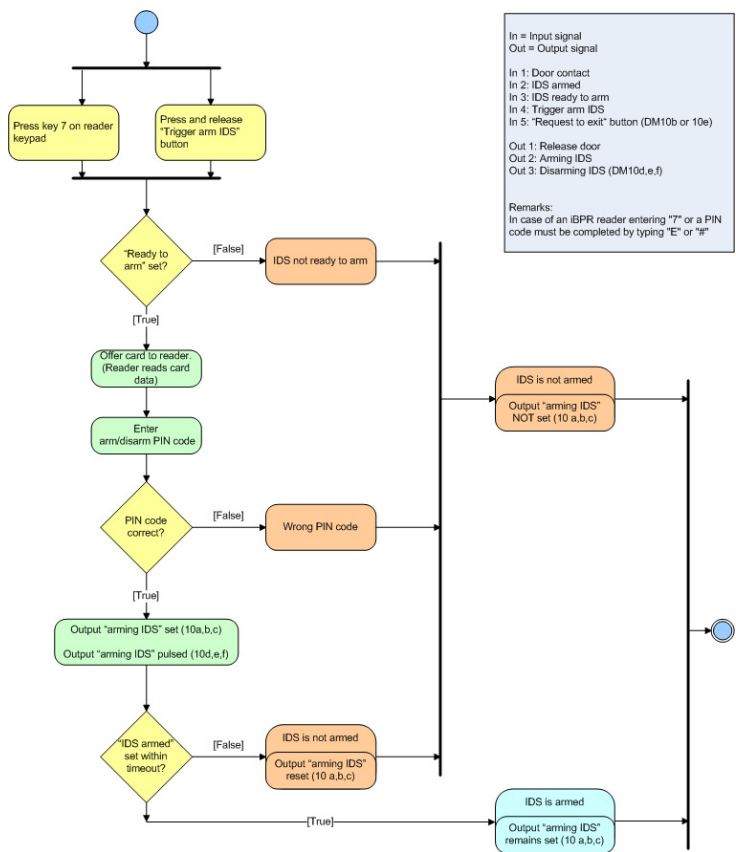 In = Input signal
Out = Output signal
In 1: Door contact
In 2: IDS armed
In 3: IDS ready to arm
In 4: Trigger arm IDS
In 5: "Request to exit" button (DM10b or 10e)
Out 1: Release door
Out 2: Arming IDS
Out 3: Disarming IDS (DM10d,e,f)
Remarks:
In case of an iBPR reader entering "7" or a PIN
code must be completed by typing "E" or "#"
Press key 7 on reader
keypad
Press and release
"Trigger arm IDS"
button
"Ready to
arm" set?
[False]
IDS not ready to arm
[True]
Offer card to reader.
(Reader reads card
data)
IDS is not armed
Output "arming IDS"
NOT set (10 a,b,c)
Enter
arm/disarm PIN code
PIN code
correct?
[False]
Wrong PIN code
[True]
Output "arming IDS" set (10a,b,c)
Output "arming IDS" pulsed (10d,e,f)
"IDS armed"
set within
timeout?
[False]
IDS is not armed
Output "arming IDS"
reset (10 a,b,c)
[True]
IDS is armed
Output "arming IDS"
remains set (10 a,b,c)